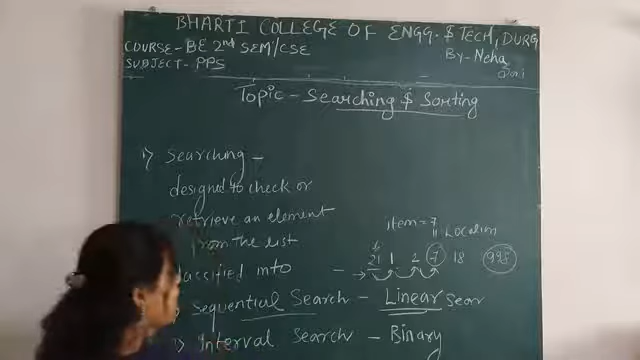 BHARTI COLLEGE OF ENGG. $ TECH, DURG
COURSE- BE 2nd SEM/CSE
By- Neha
SUBJECT- PPS
Topic - Searching $ Sorting
1) Searching -
designed to check or
retrieve an element
from the list
item = 7
Location
21 1 2 7 18
classified into -
Sequential Search - Linear Sear
Interval Search - Binary